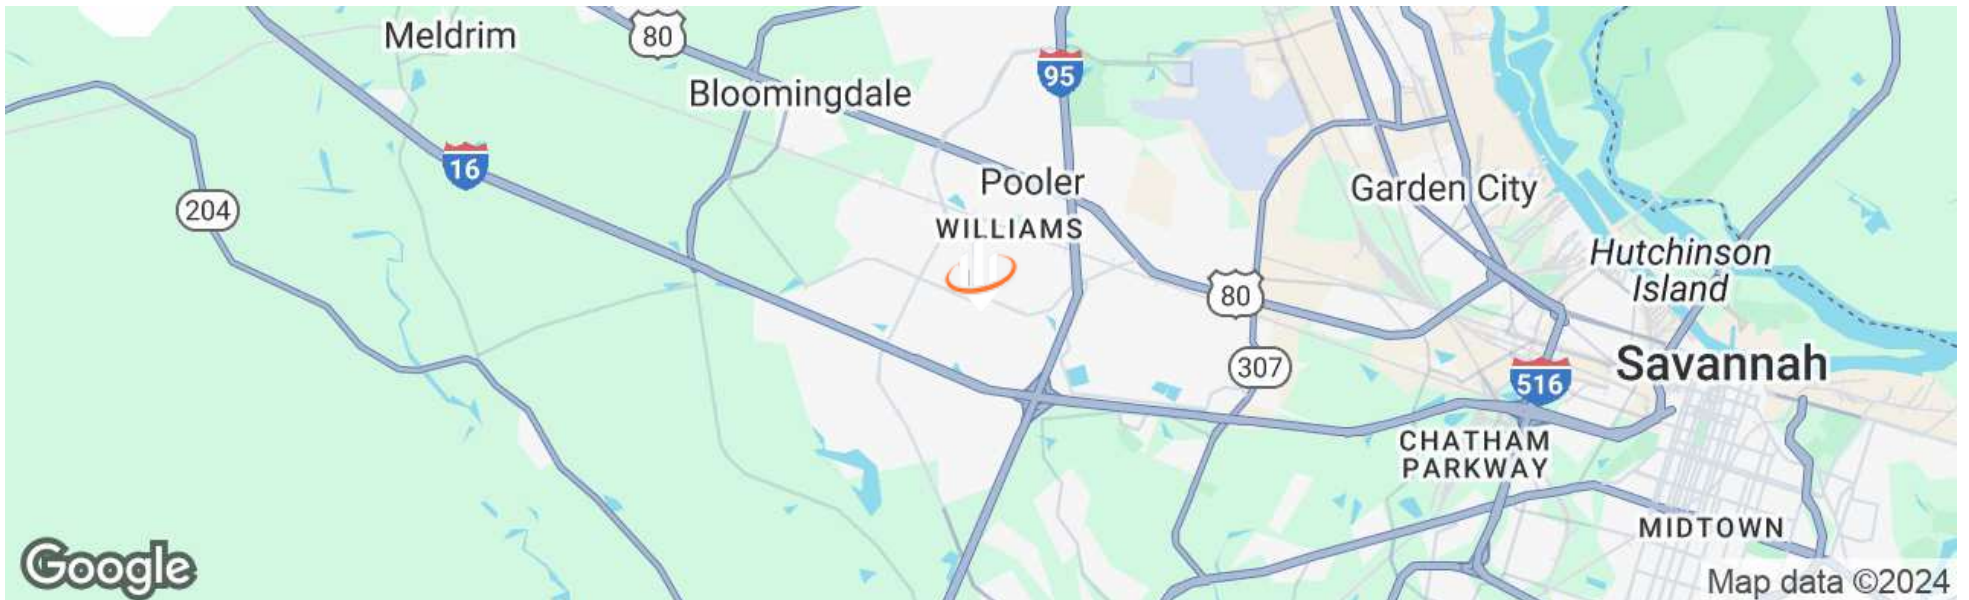 Meldrim
80
Bloomingdale
95
16
Pooler
204
Garden City
WILLIAMS
Hutchinson
Island
80
307
516
Savannah
CHATHAM
PARKWAY
MIDTOWN
Google
Map data ©2024